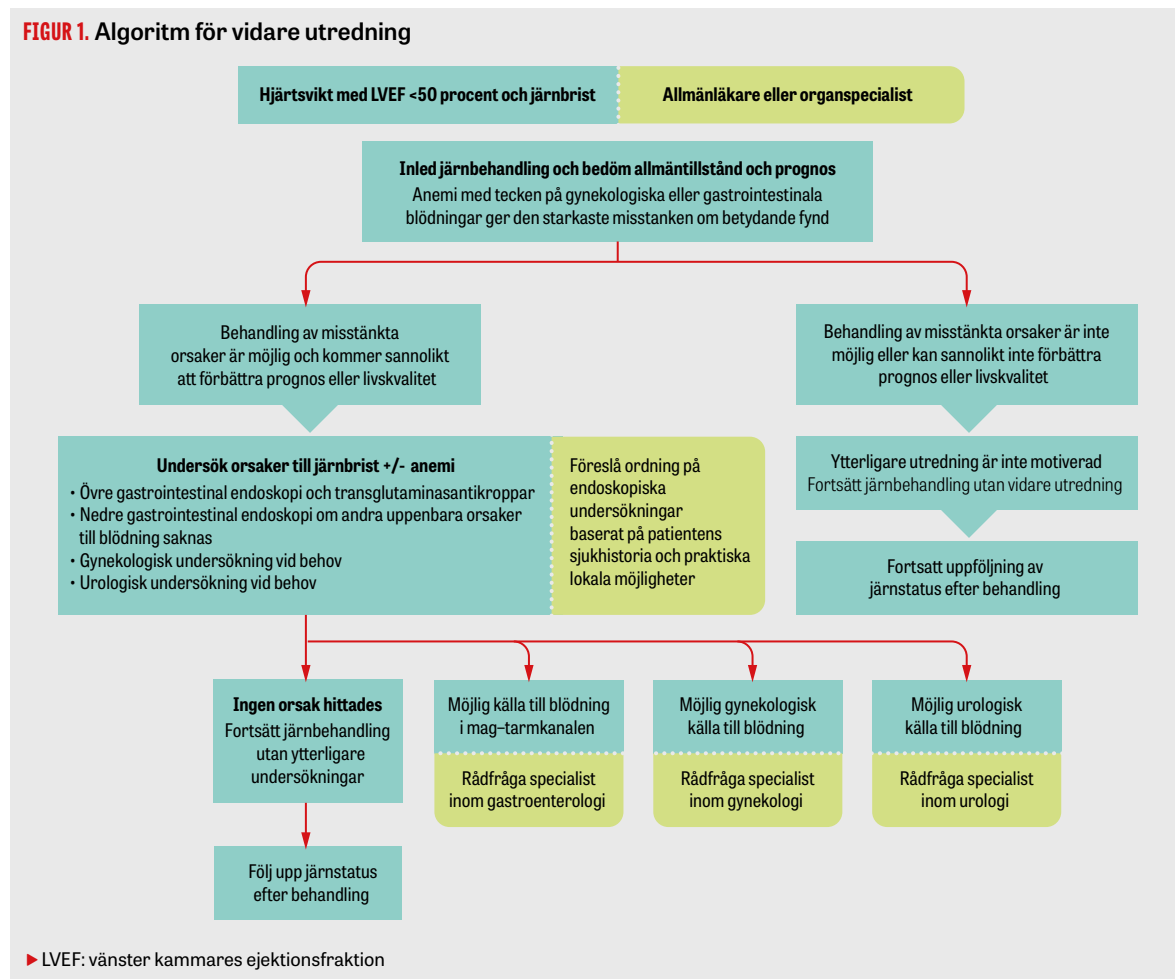 FIGUR 1. Algoritm för vidare utredning
Hjärtsvikt med LVEF <50 procent och järnbrist
Allmänläkare eller organspecialist
Inled järnbehandling och bedöm allmäntillstånd och prognos
Anemi med tecken på gynekologiska eller gastrointestinala
blödningar ger den starkaste misstanken om betydande fynd
Behandling av misstänkta
orsaker är möjlig och kommer sannolikt
att förbättra prognos eller livskvalitet
Behandling av misstänkta orsaker är inte
möjlig eller kan sannolikt inte förbättra
prognos eller livskvalitet
Undersök orsaker till järnbrist +/- anemi
• Övre gastrointestinal endoskopi och transglutaminasantikroppar
• Nedre gastrointestinal endoskopi om andra uppenbara orsaker
till blödning saknas
• Gynekologisk undersökning vid behov
• Urologisk undersökning vid behov
Föreslå ordning på
endoskopiska
undersökningar
baserat på patientens
sjukhistoria och praktiska
lokala möjligheter
Ytterligare utredning är inte motiverad
Fortsätt järnbehandling utan vidare utredning
Fortsatt uppföljning av
järnstatus efter behandling
Ingen orsak hittades
Fortsätt järnbehandling
utan ytterligare
undersökningar
Möjlig källa till blödning
i mag–tarmkanalen
Rådfråga specialist
inom gastroenterologi
Möjlig gynekologisk
källa till blödning
Rådfråga specialist
inom gynekologi
Möjlig urologisk
källa till blödning
Rådfråga specialist
inom urologi
Följ upp järnstatus
efter behandling
▶ LVEF: vänster kammares ejektionsfraktion